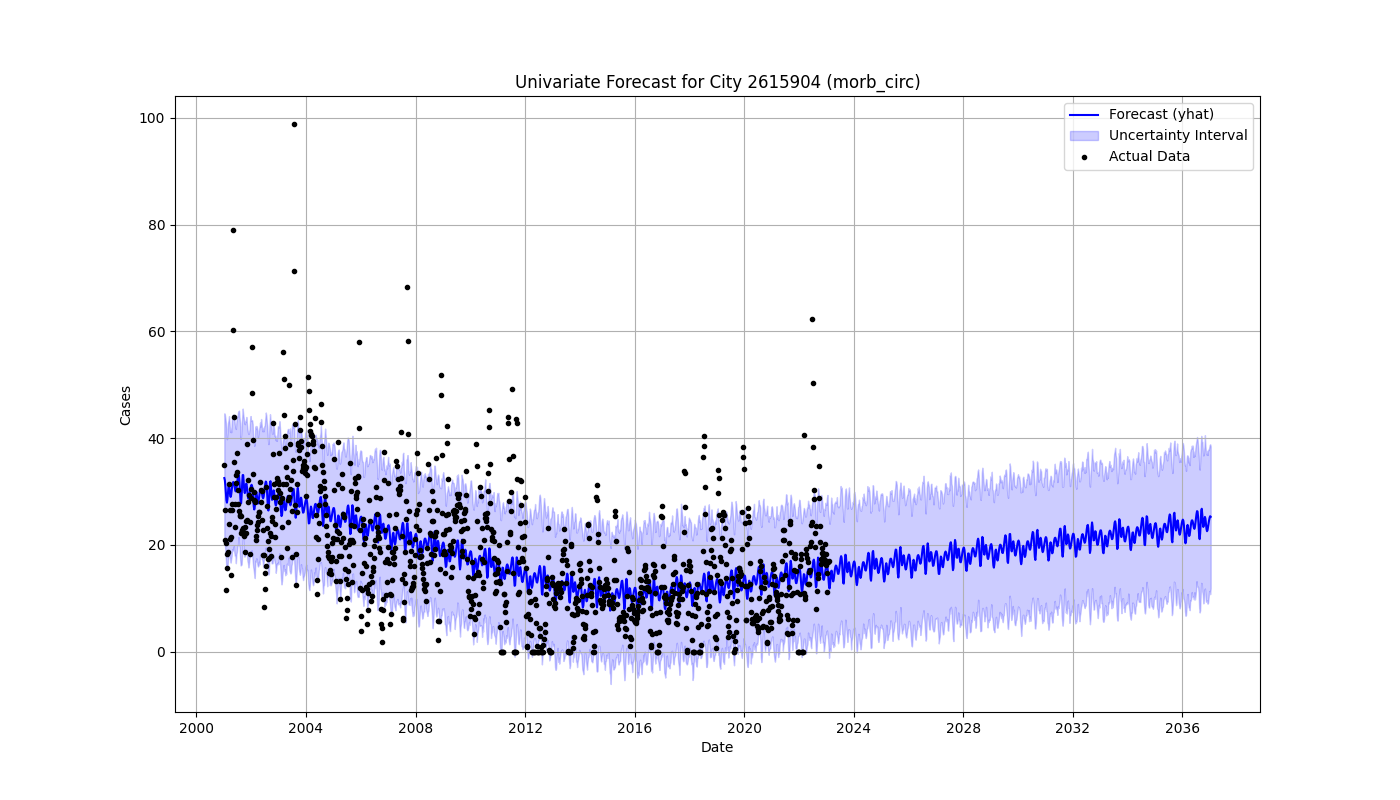 Univariate Forecast for City 2615904 (morb_circ)
Forecast (yhat)
Uncertainty Interval
Actual Data
100
80
60
40
20
0
Cases
2000 2004 2008 2012 2016 2020 2024 2028 2032 2036
Date